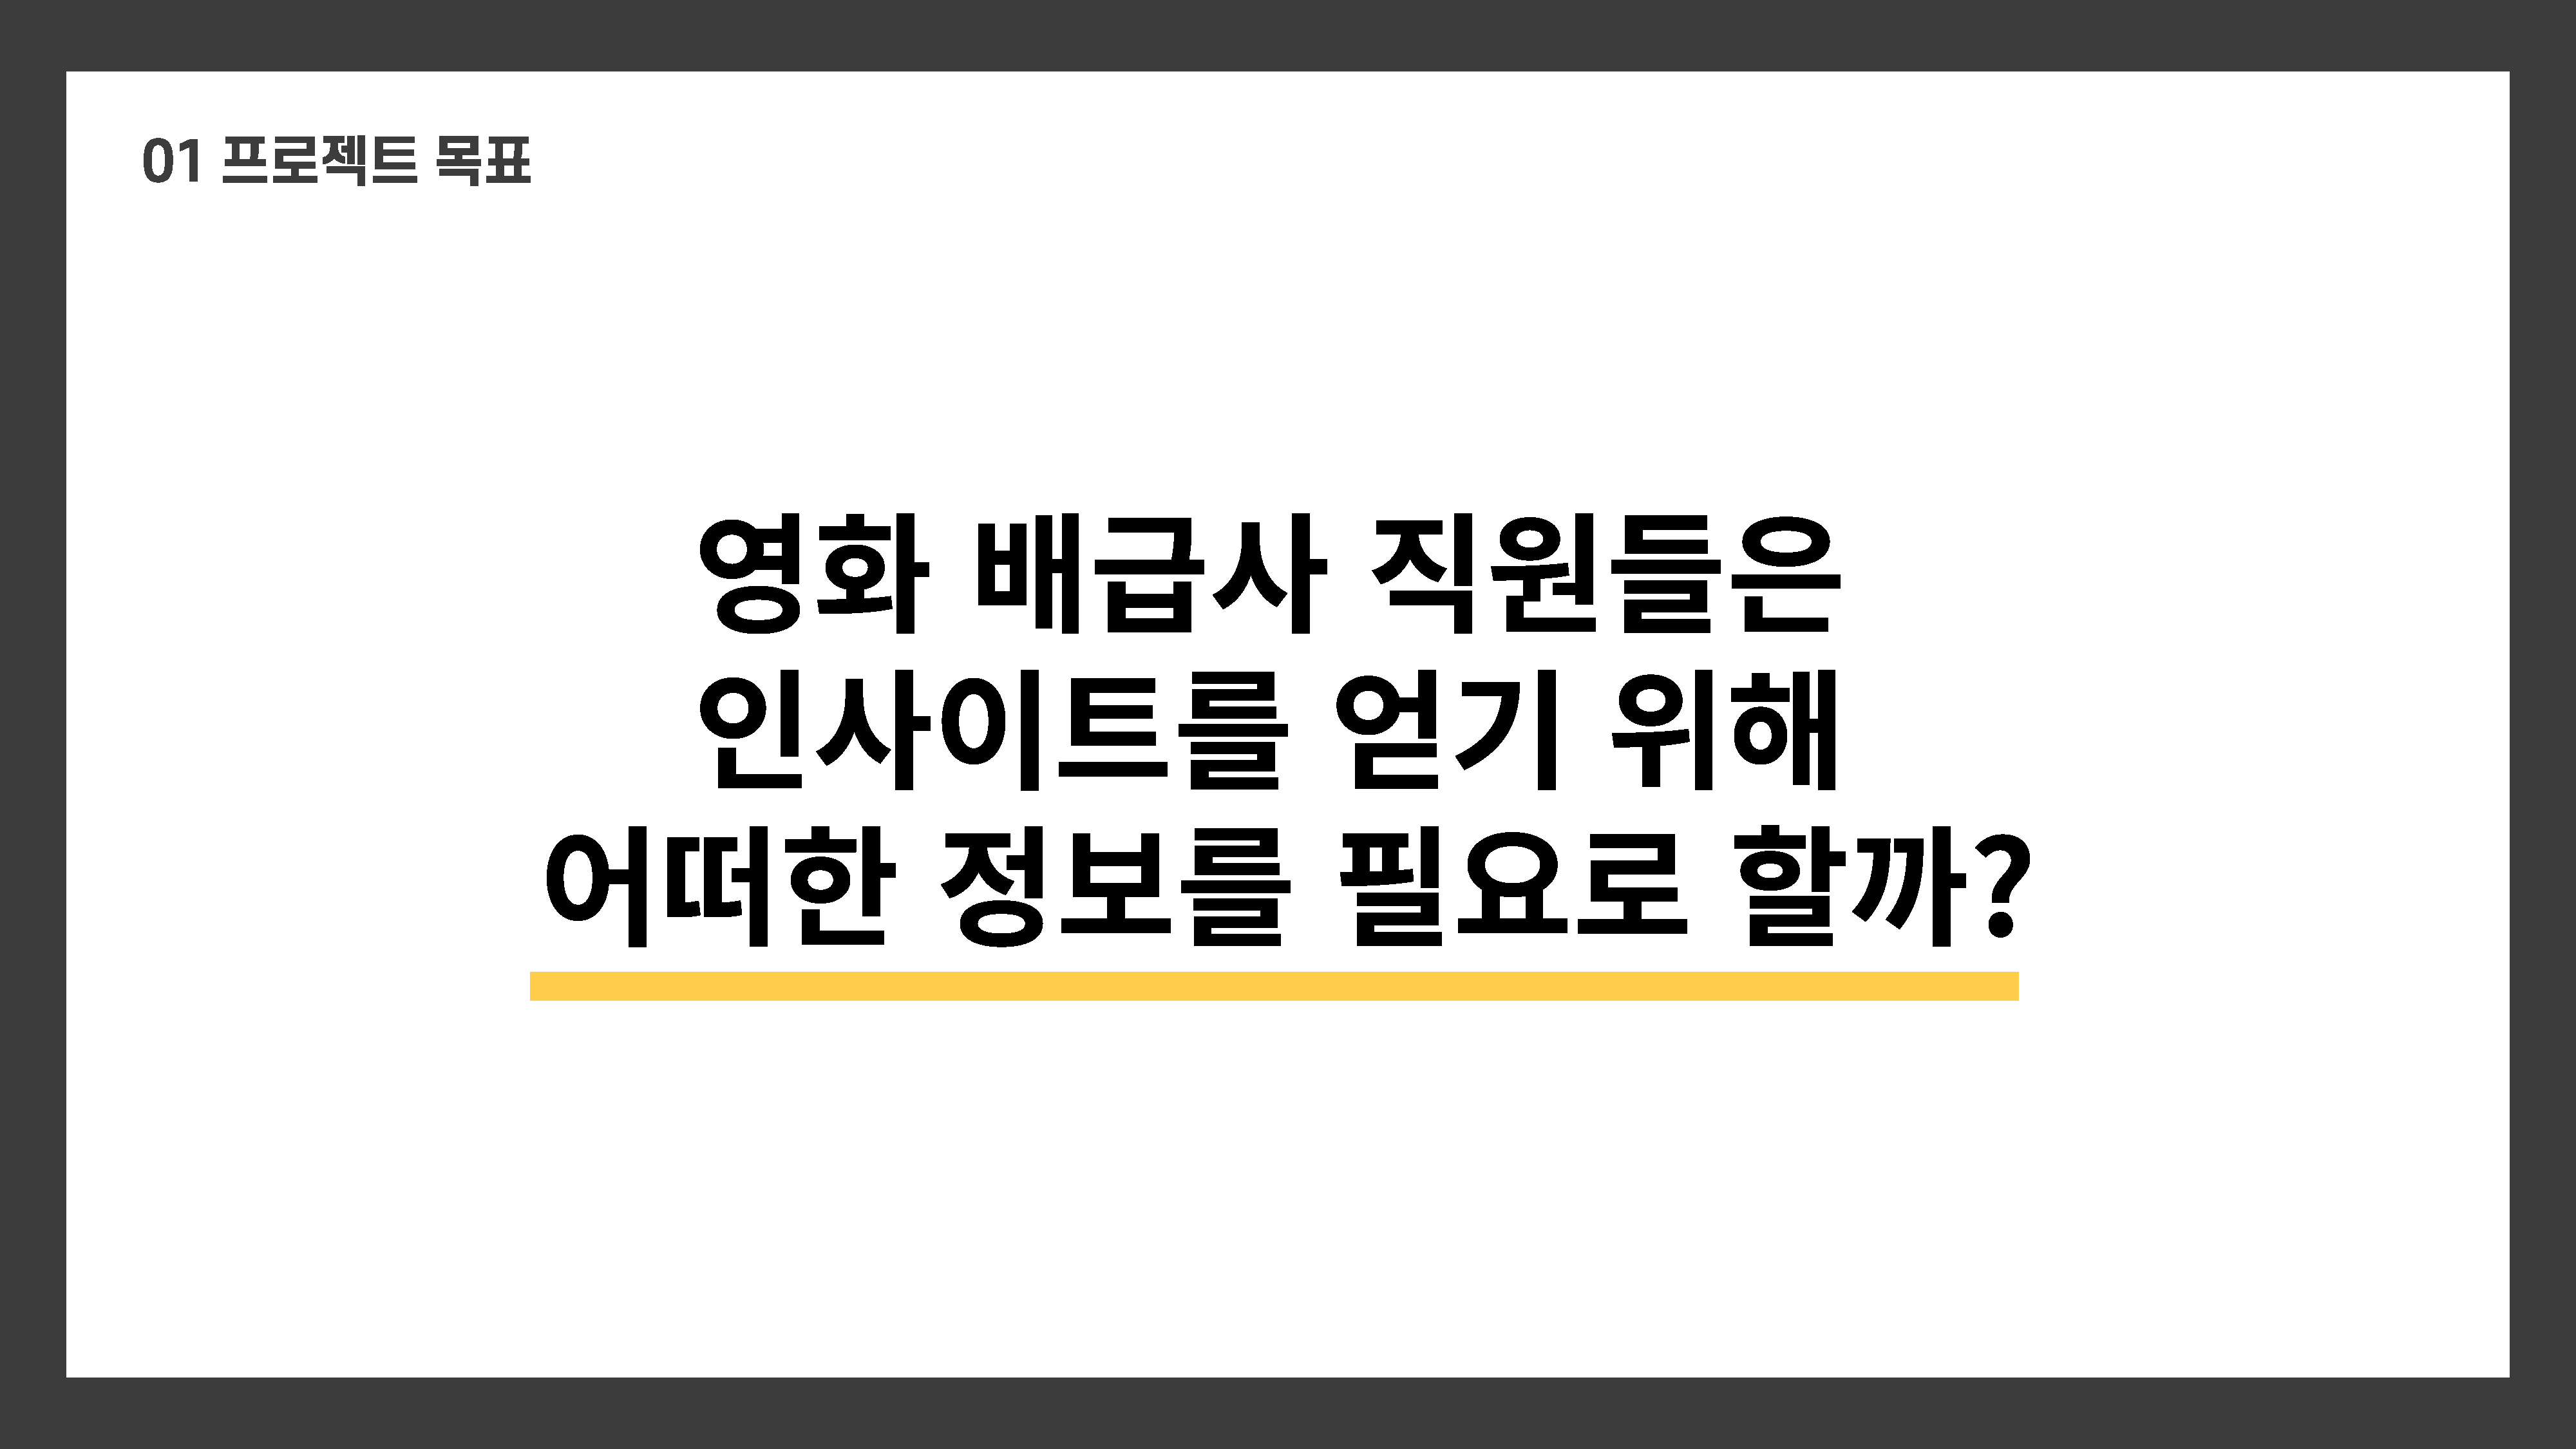 01 프로젝트 목표
영화 배급사 직원들은
인사이트를 얻기 위해
어떠한 정보를 필요로 할까?